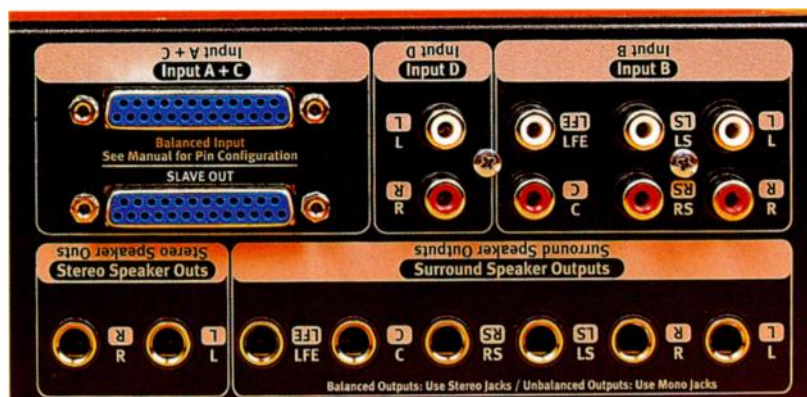 Input A + C
Input A + C
Balanced Input
See Manual for Pin Configuration
SLAVE OUT
Input D
Input D
L
L
R
R
Input B
Input B
LFE
LFE
LS
LS
L
L
C
C
RS
RS
R
R
Stereo Speaker Outs
Stereo Speaker Outs
R
R
L
L
Surround Speaker Outputs
Surround Speaker Outputs
LFE
LFE
C
C
RS
RS
LS
LS
R
R
L
L
Balanced Outputs: Use Stereo Jacks / Unbalanced Outputs: Use Mono Jacks